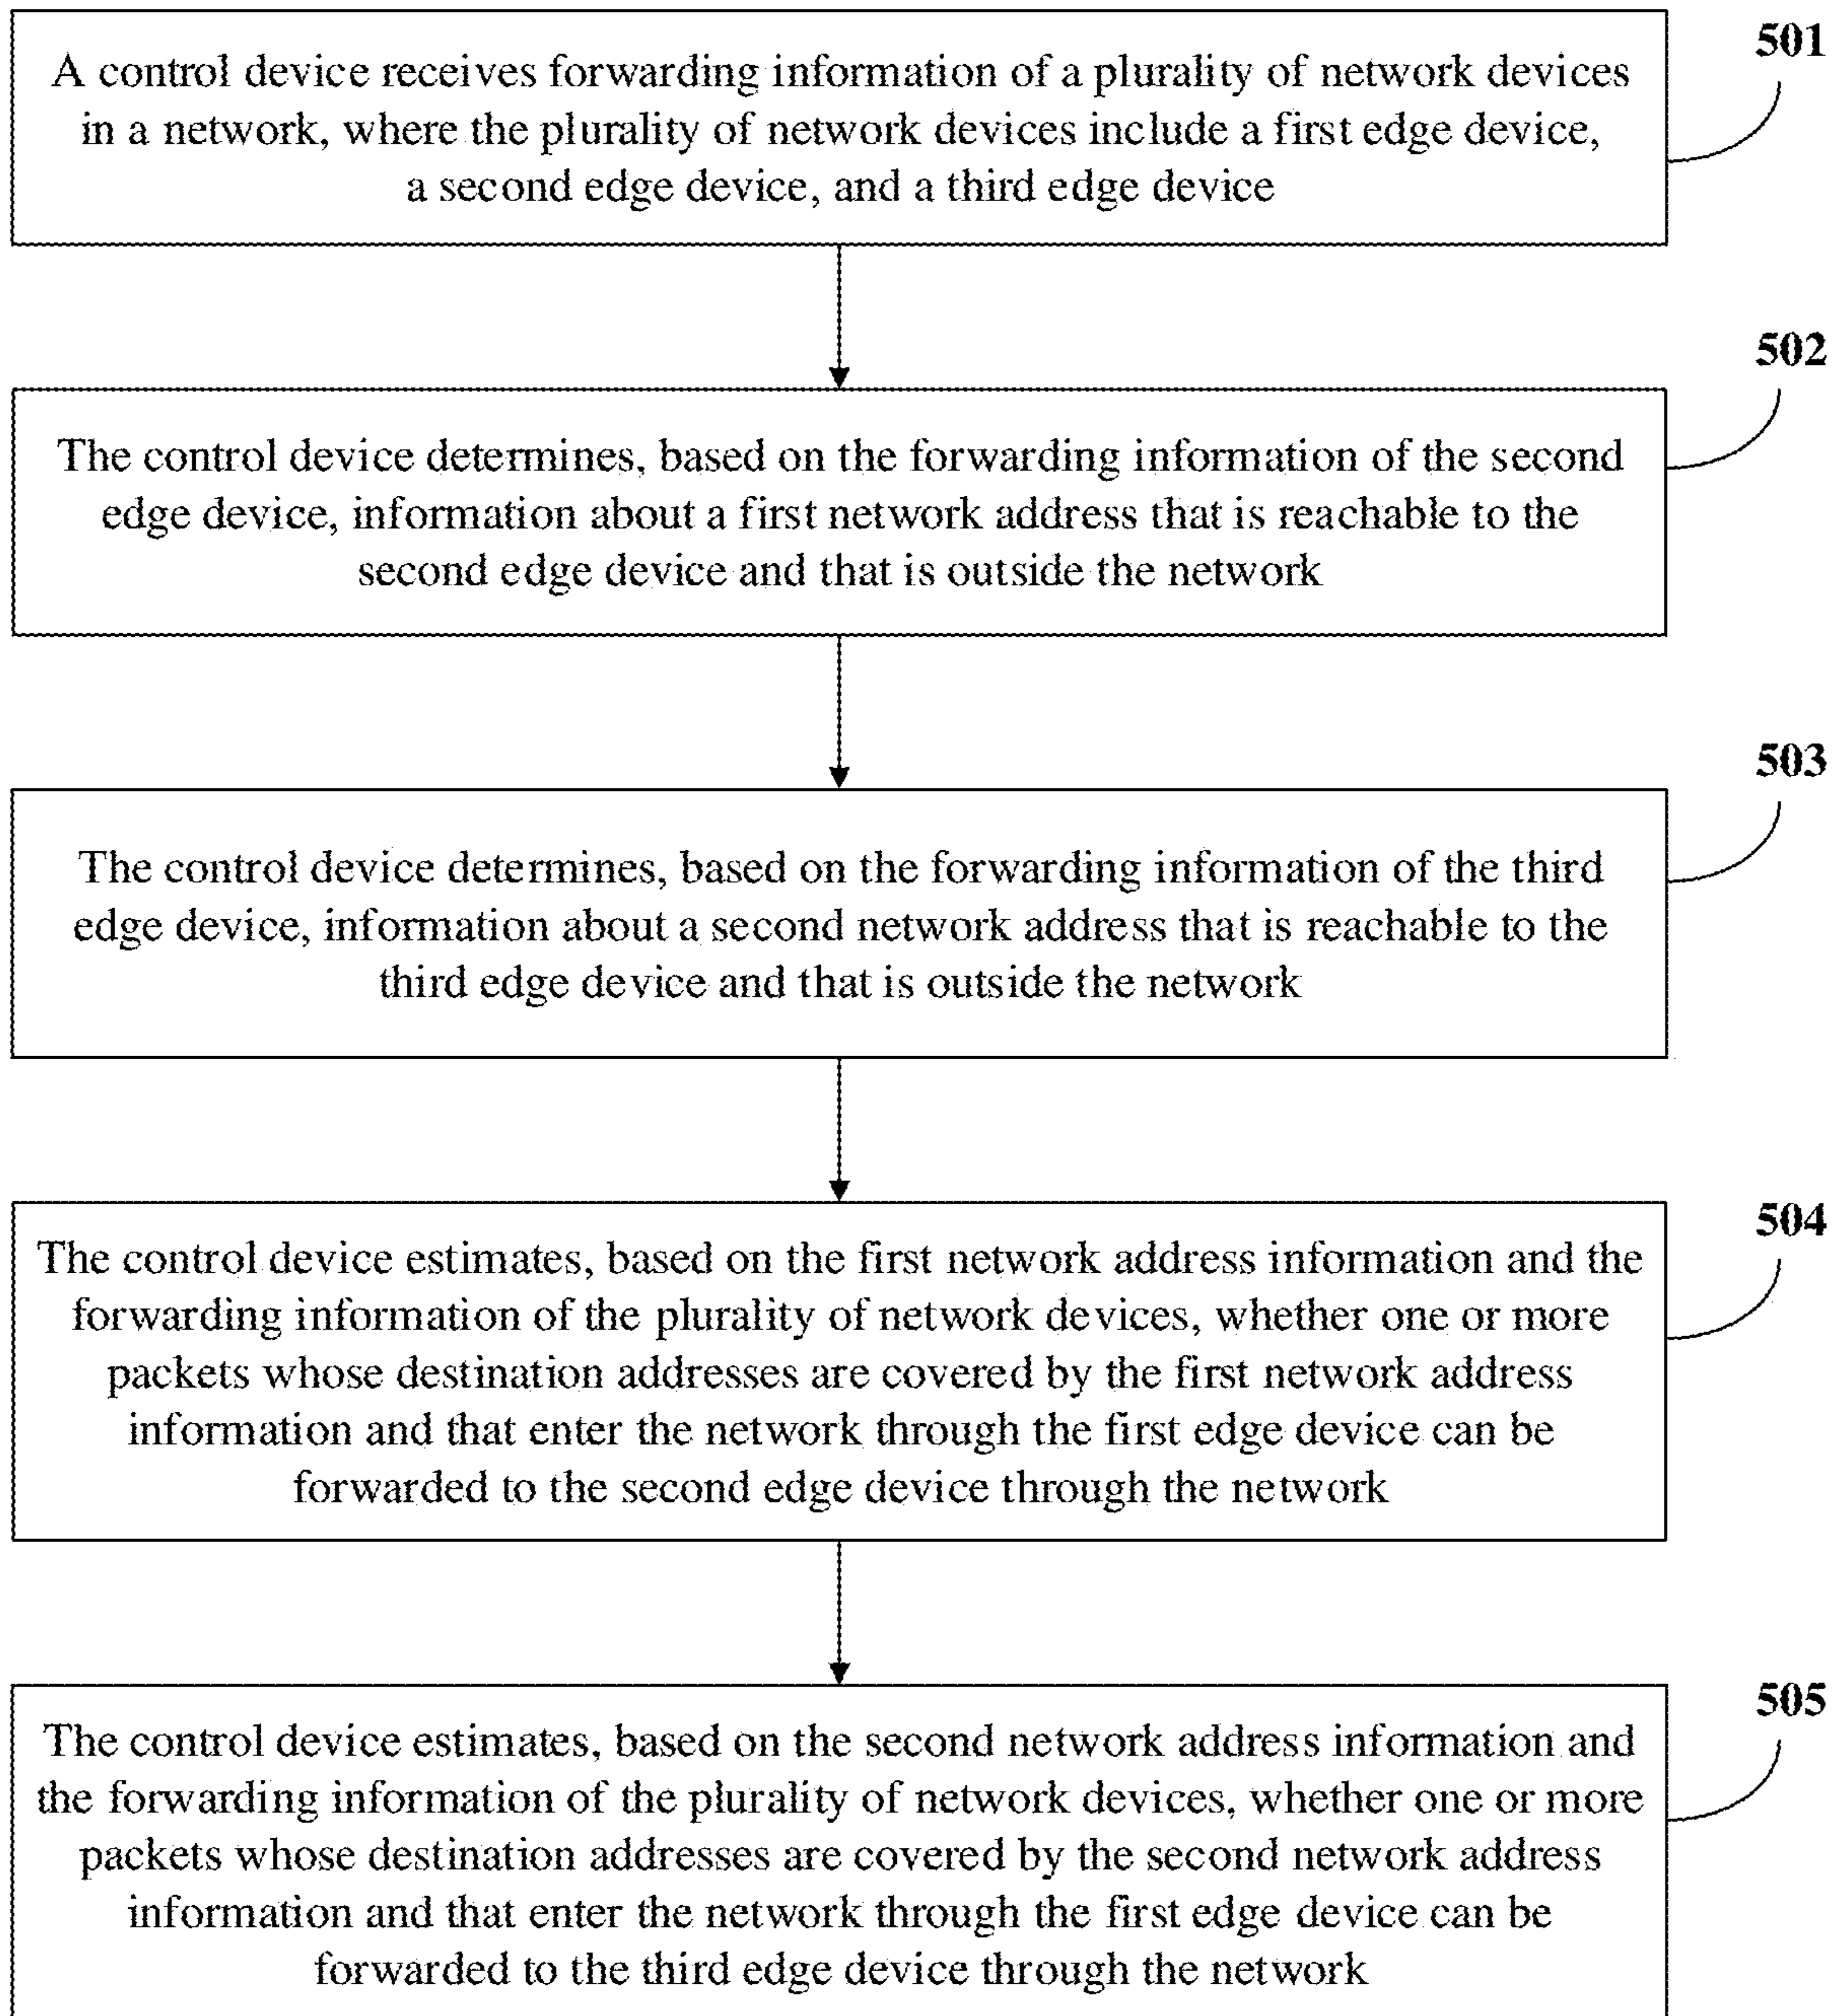 501
A control device receives forwarding information of a plurality of network devices
in a network, where the plurality of network devices include a first edge device,
a second edge device, and a third edge device
502
The control device determines, based on the forwarding information of the second
edge device, information about a first network address that is reachable to the
second edge device and that is outside the network
503
The control device determines, based on the forwarding information of the third
edge device, information about a second network address that is reachable to the
third edge device and that is outside the network
504
The control device estimates, based on the first network address information and the
forwarding information of the plurality of network devices, whether one or more
packets whose destination addresses are covered by the first network address
information and that enter the network through the first edge device can be
forwarded to the second edge device through the network
505
The control device estimates, based on the second network address information and
the forwarding information of the plurality of network devices, whether one or more
packets whose destination addresses are covered by the second network address
information and that enter the network through the first edge device can be
forwarded to the third edge device through the network